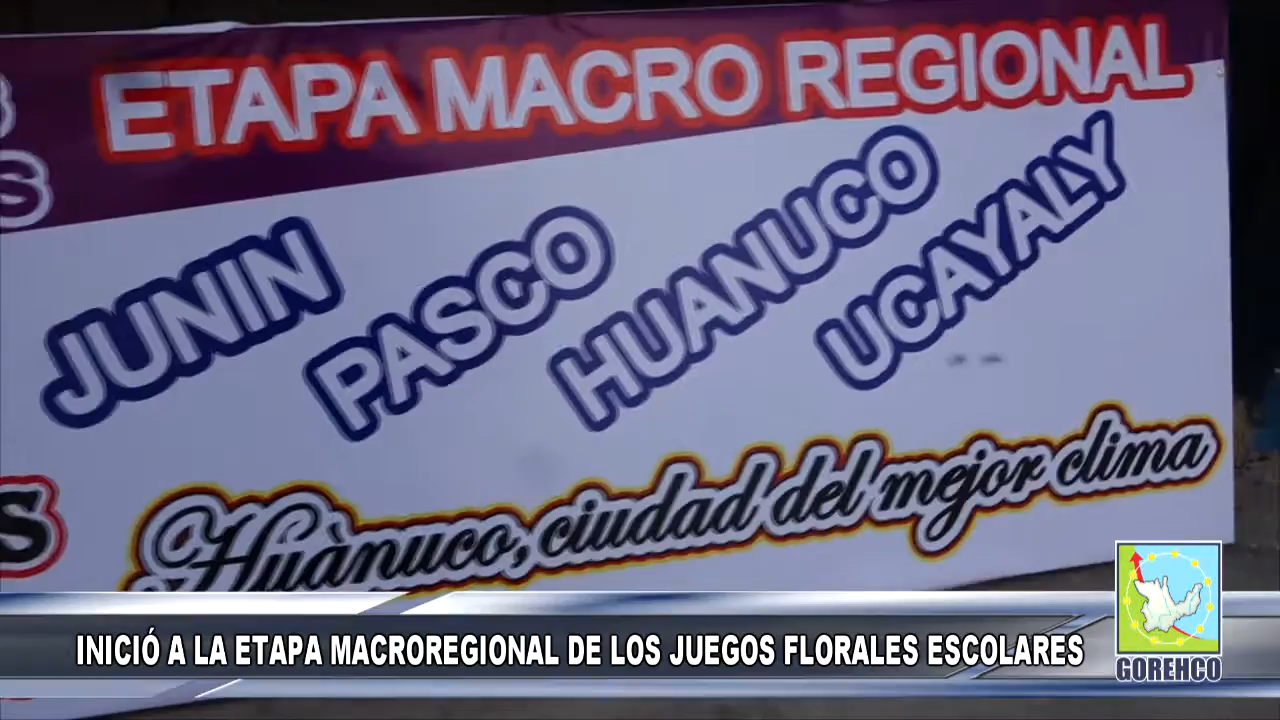 ETAPA MACRO REGIONAL
S
JUNIN
PASCO
HUANUCO
UCAYALY
S
Huànuco, ciudad del mejor clima
INICIÓ A LA ETAPA MACROREGIONAL DE LOS JUEGOS FLORALES ESCOLARES
GOREHCO